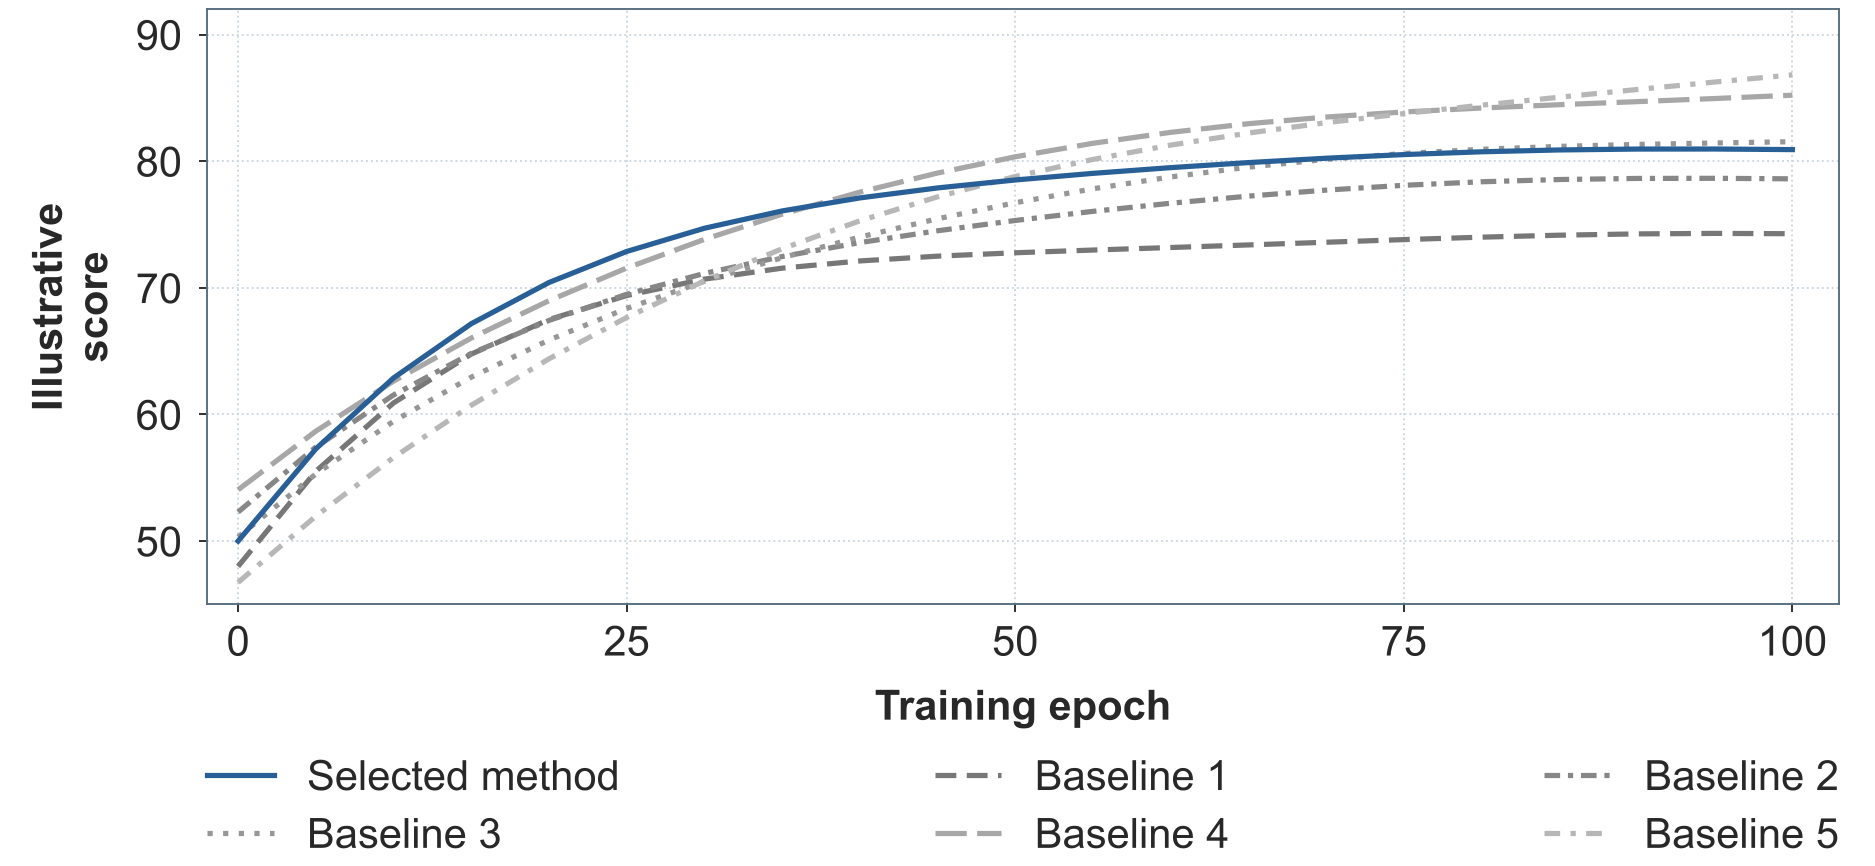 90
80
70
60
50
Illustrative
score
0 25 50 75 100
Training epoch
Selected method Baseline 1 Baseline 2
Baseline 3 Baseline 4 Baseline 5